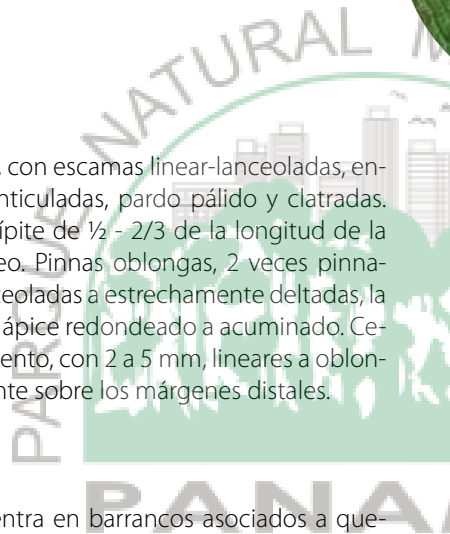 NATURAL M
PARQUE
, con escamas linear-lanceoladas, en-
nticuladas, pardo pálido y clatradas.
ípite de ½ - 2/3 de la longitud de la
eo. Pinnas oblongas, 2 veces pinna-
eoladas a estrechamente deltadas, la
ápice redondeado a acuminado. Ce-
ento, con 2 a 5 mm, lineares a oblon-
nte sobre los márgenes distales.
PANA
entra en barrancos asociados a que-